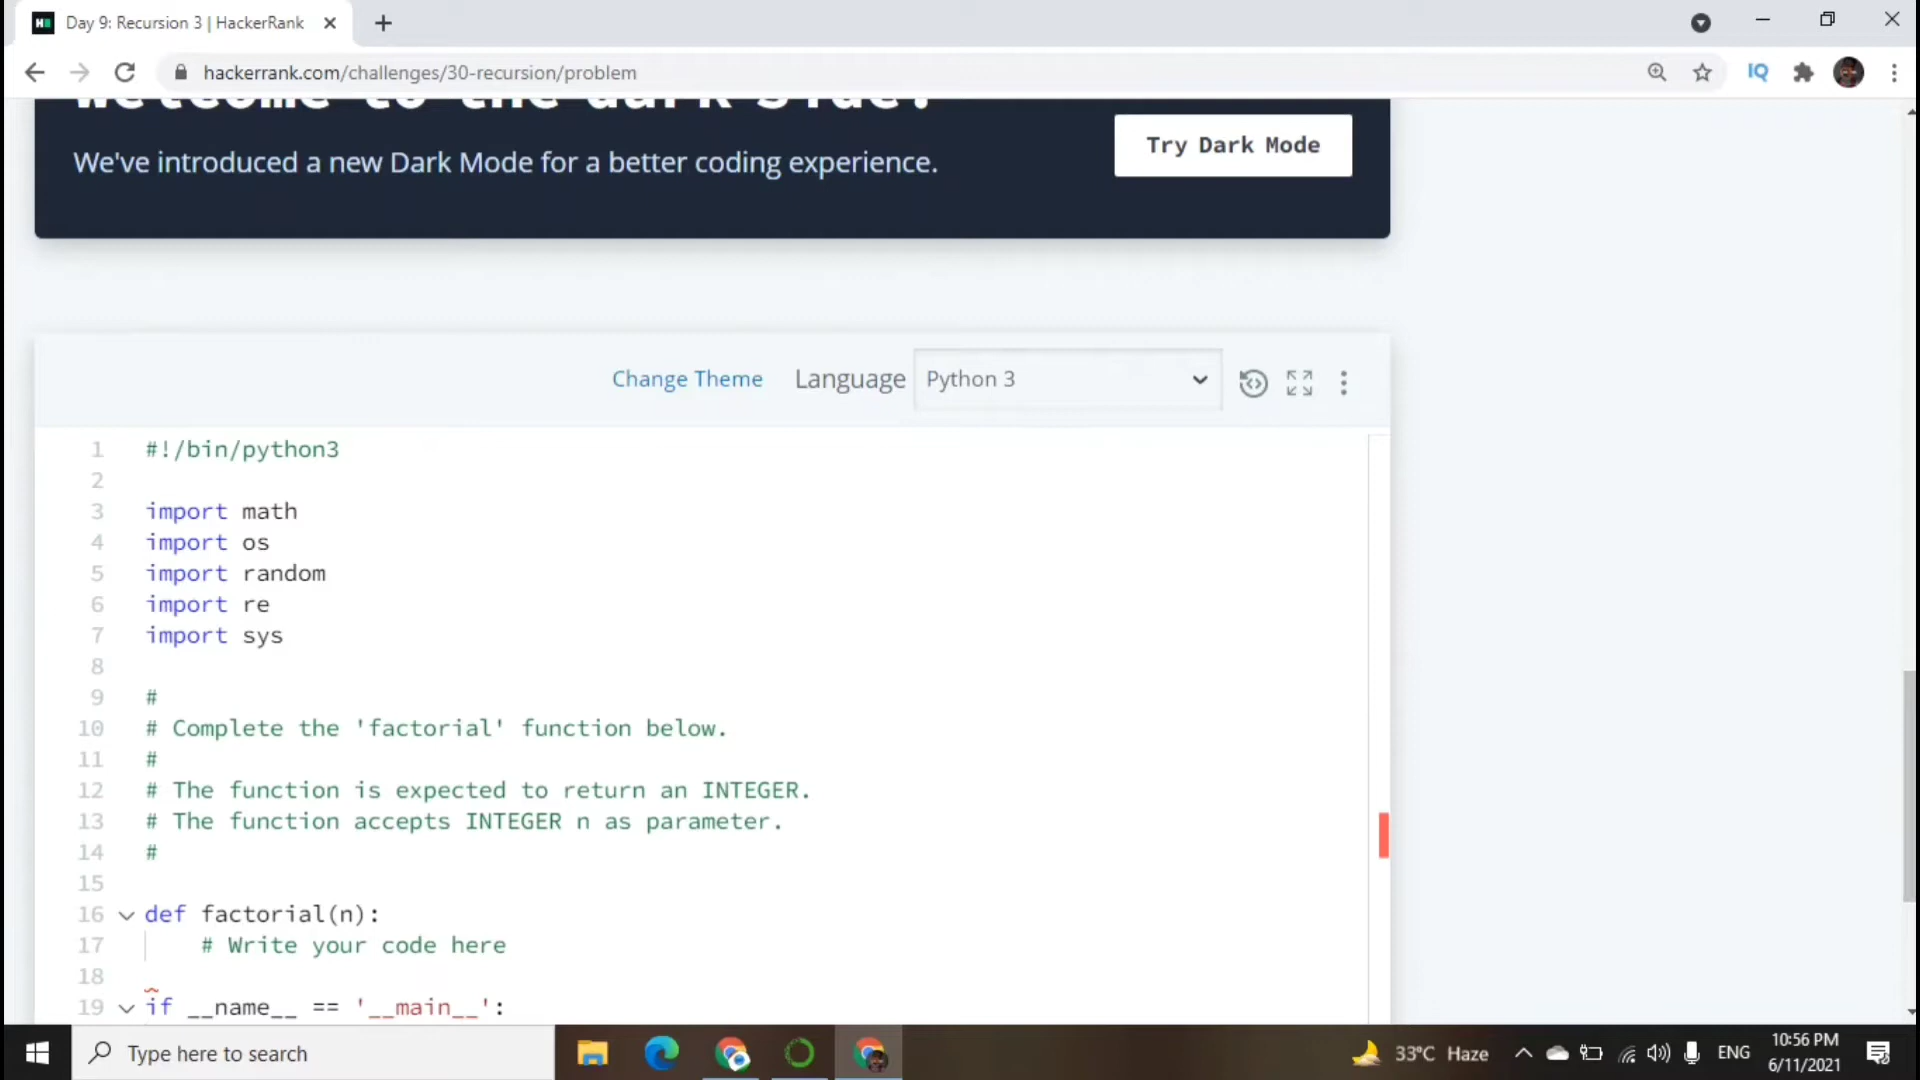 Day 9: Recursion 3 | HackerRank
hackerrank.com/challenges/30-recursion/problem
IQ
We've introduced a new Dark Mode for a better coding experience.
Try Dark Mode
Change Theme Language Python 3
1 #!/bin/python3
2
3 import math
4 import os
5 import random
6 import re
7 import sys
8
9 #
10 # Complete the 'factorial' function below.
11 #
12 # The function is expected to return an INTEGER.
13 # The function accepts INTEGER n as parameter.
14 #
15
16 def factorial(n):
17 # Write your code here
18
19 if __name__ == '__main__':
Type here to search
33°C Haze
ENG
10:56 PM
6/11/2021